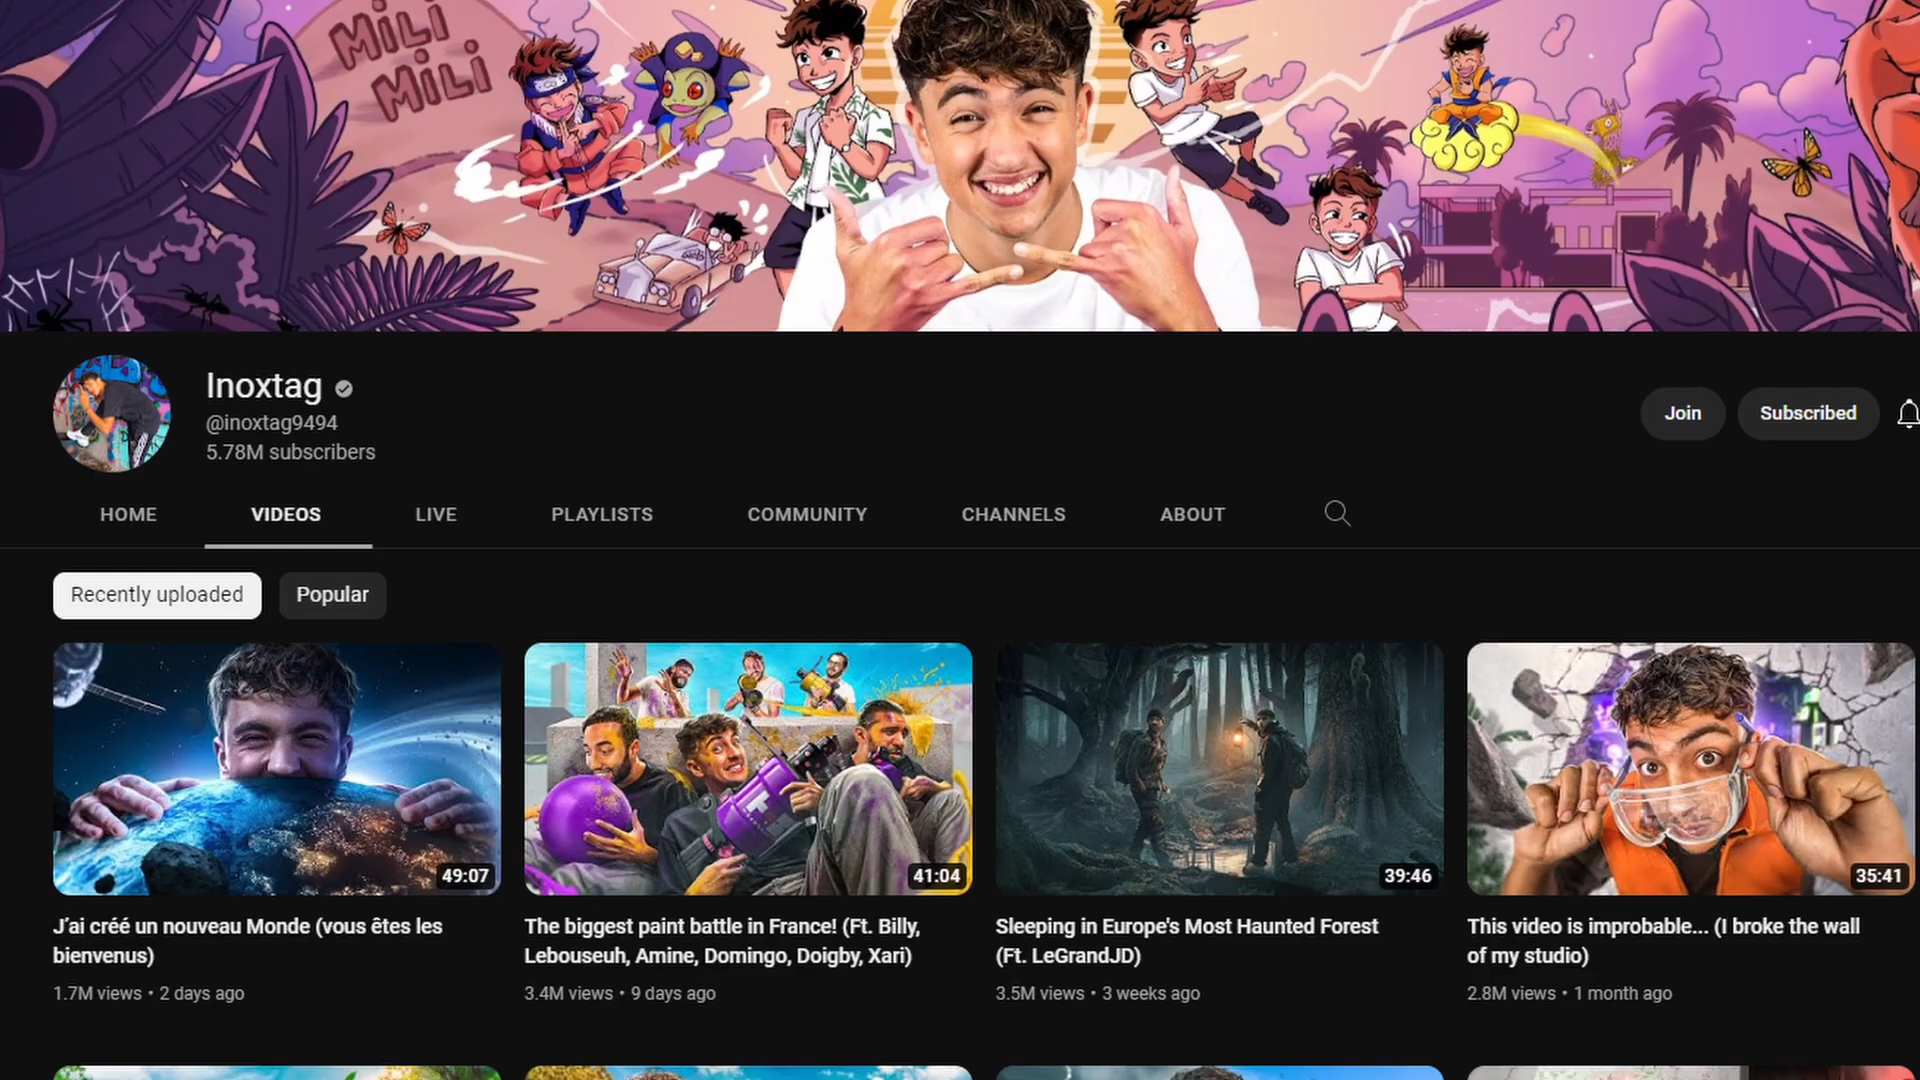 MiLi
MiLi
Inoxtag
@inoxtag9494
5.78M subscribers
Join
Subscribed
HOME
VIDEOS
LIVE
PLAYLISTS
COMMUNITY
CHANNELS
ABOUT
Recently uploaded
Popular
49:07
41:04
39:46
35:41
J'ai créé un nouveau Monde (vous êtes les
bienvenus)
1.7M views • 2 days ago
The biggest paint battle in France! (Ft. Billy,
Lebouseuh, Amine, Domingo, Doigby, Xari)
3.4M views • 9 days ago
Sleeping in Europe's Most Haunted Forest
(Ft. LeGrandJD)
3.5M views • 3 weeks ago
This video is improbable... (I broke the wall
of my studio)
2.8M views • 1 month ago